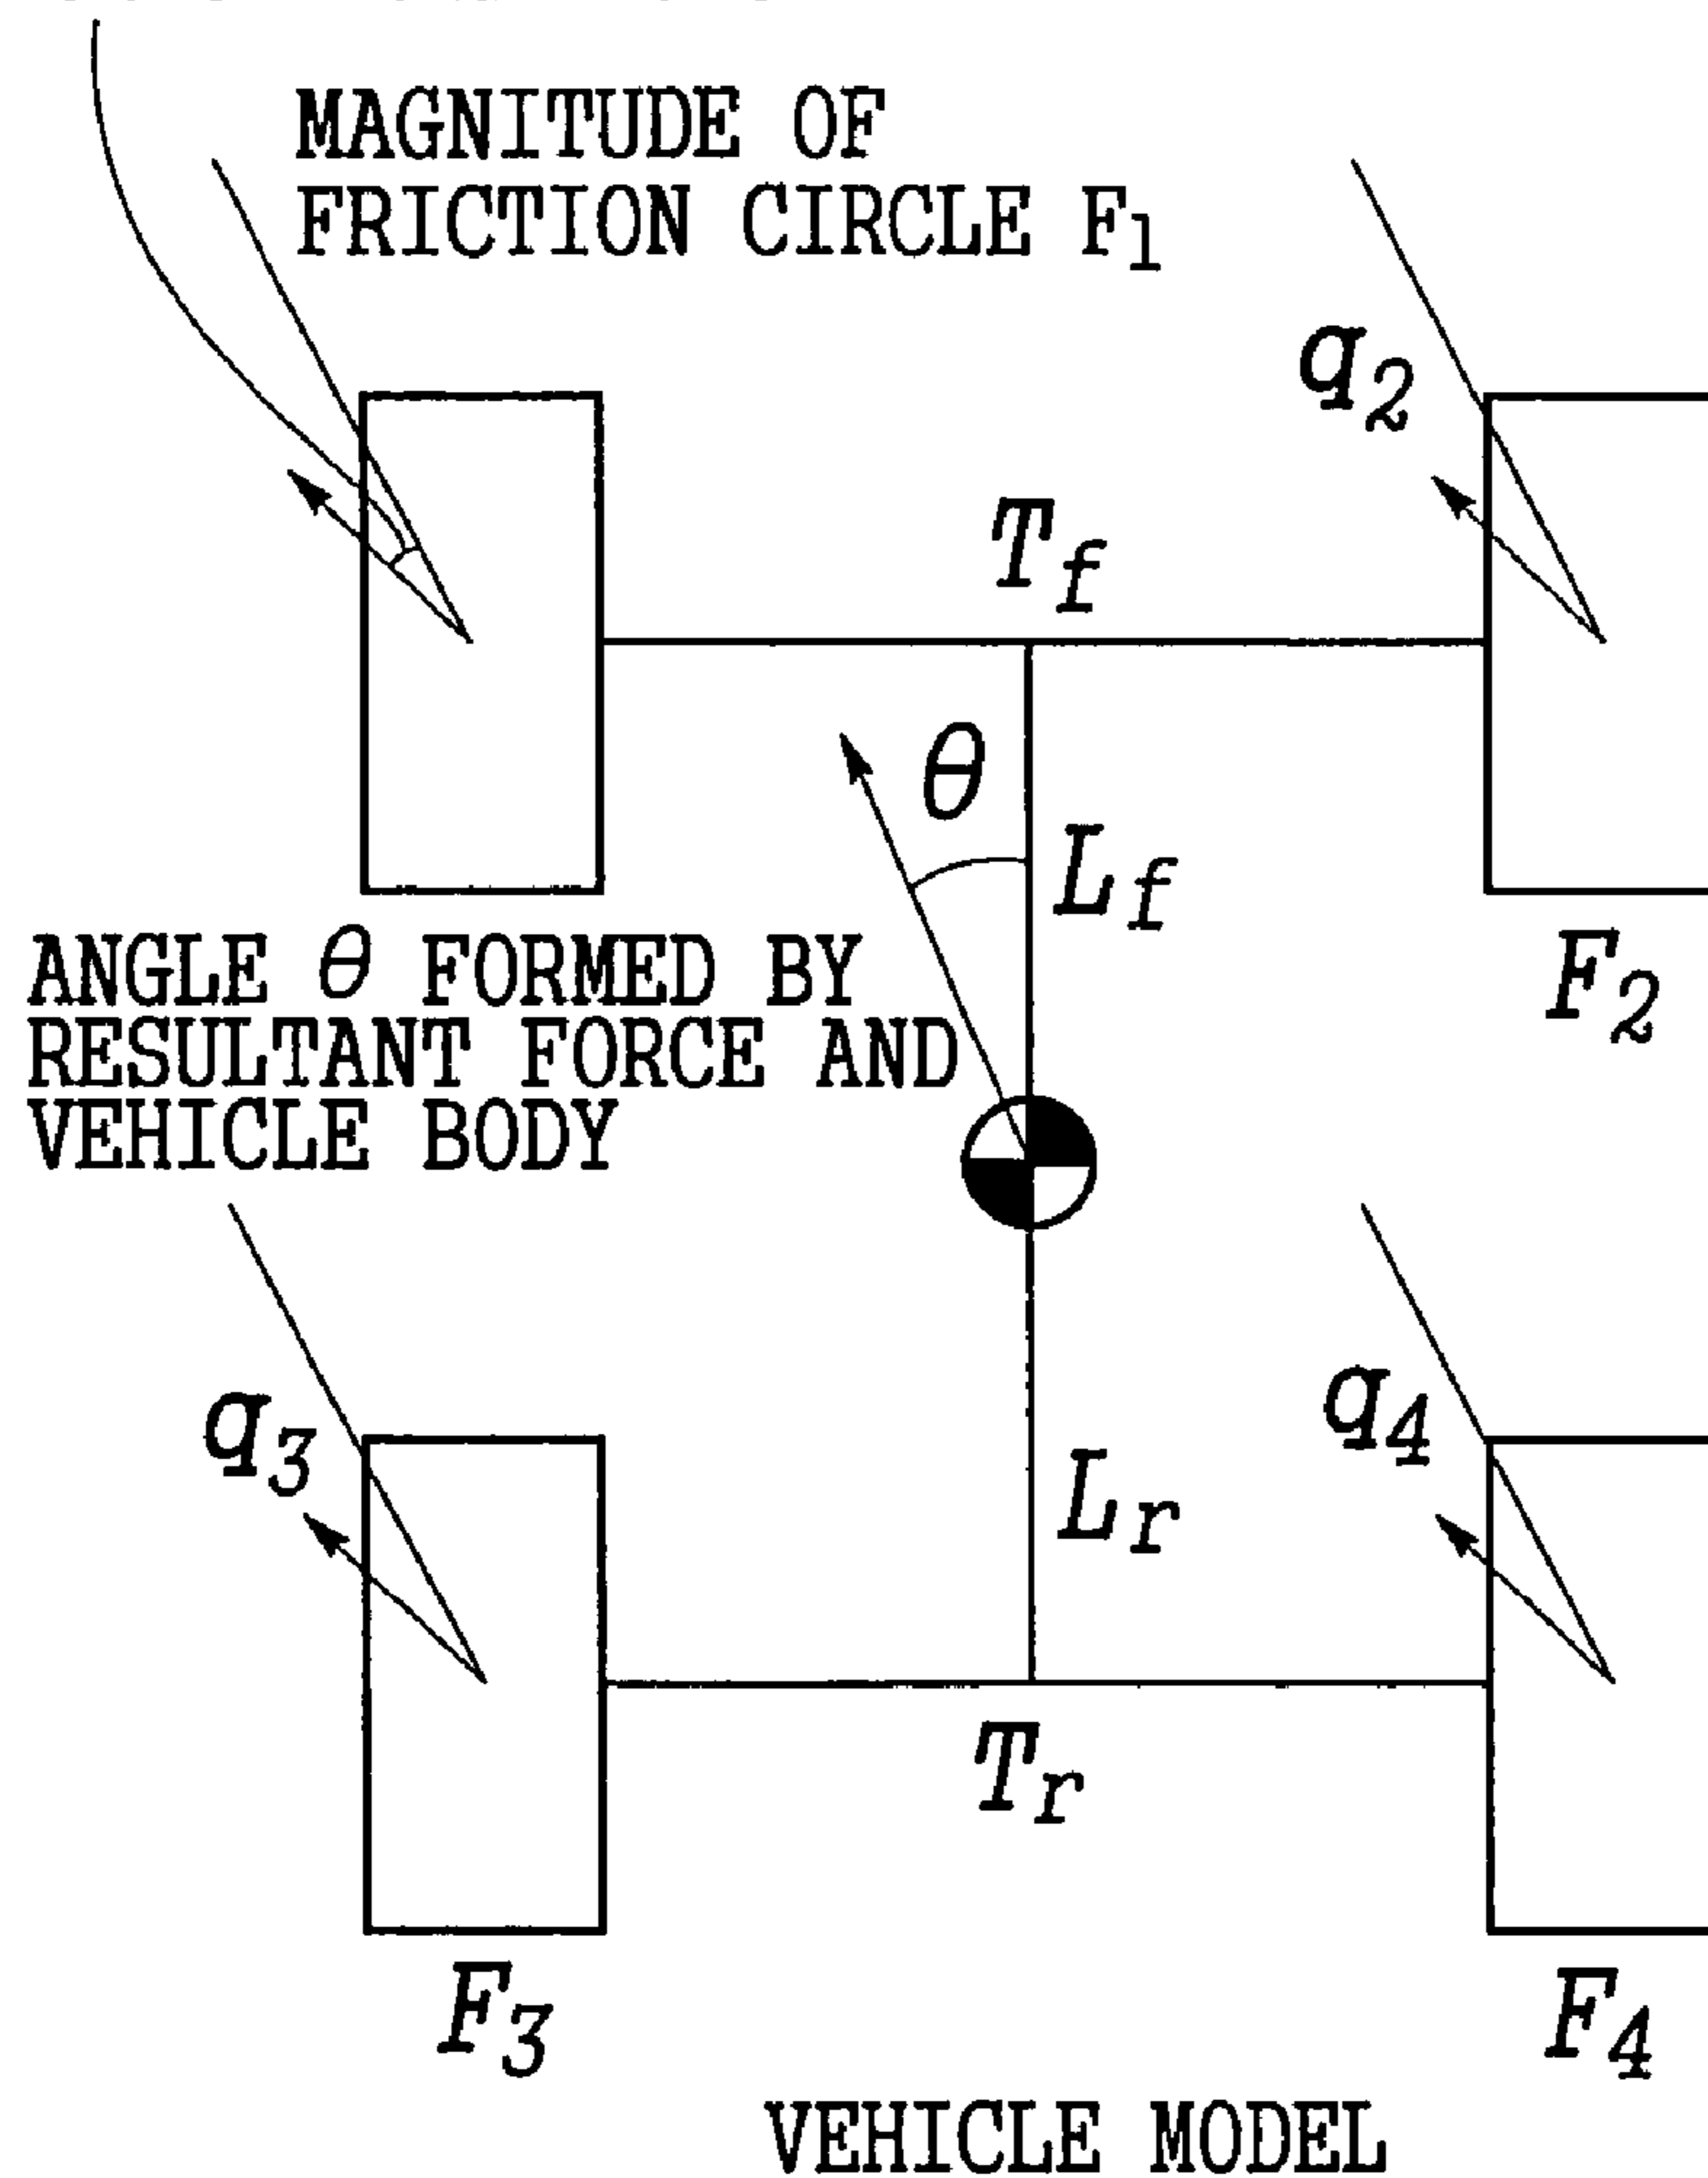 MAGNITUDE OF
FRICTION CIRCLE F1
q2
Tf
θ
Lf
ANGLE θ FORMED BY
RESULTANT FORCE AND
VEHICLE BODY
F2
q3
q4
Lr
Tr
F3
F4
VEHICLE MODEL